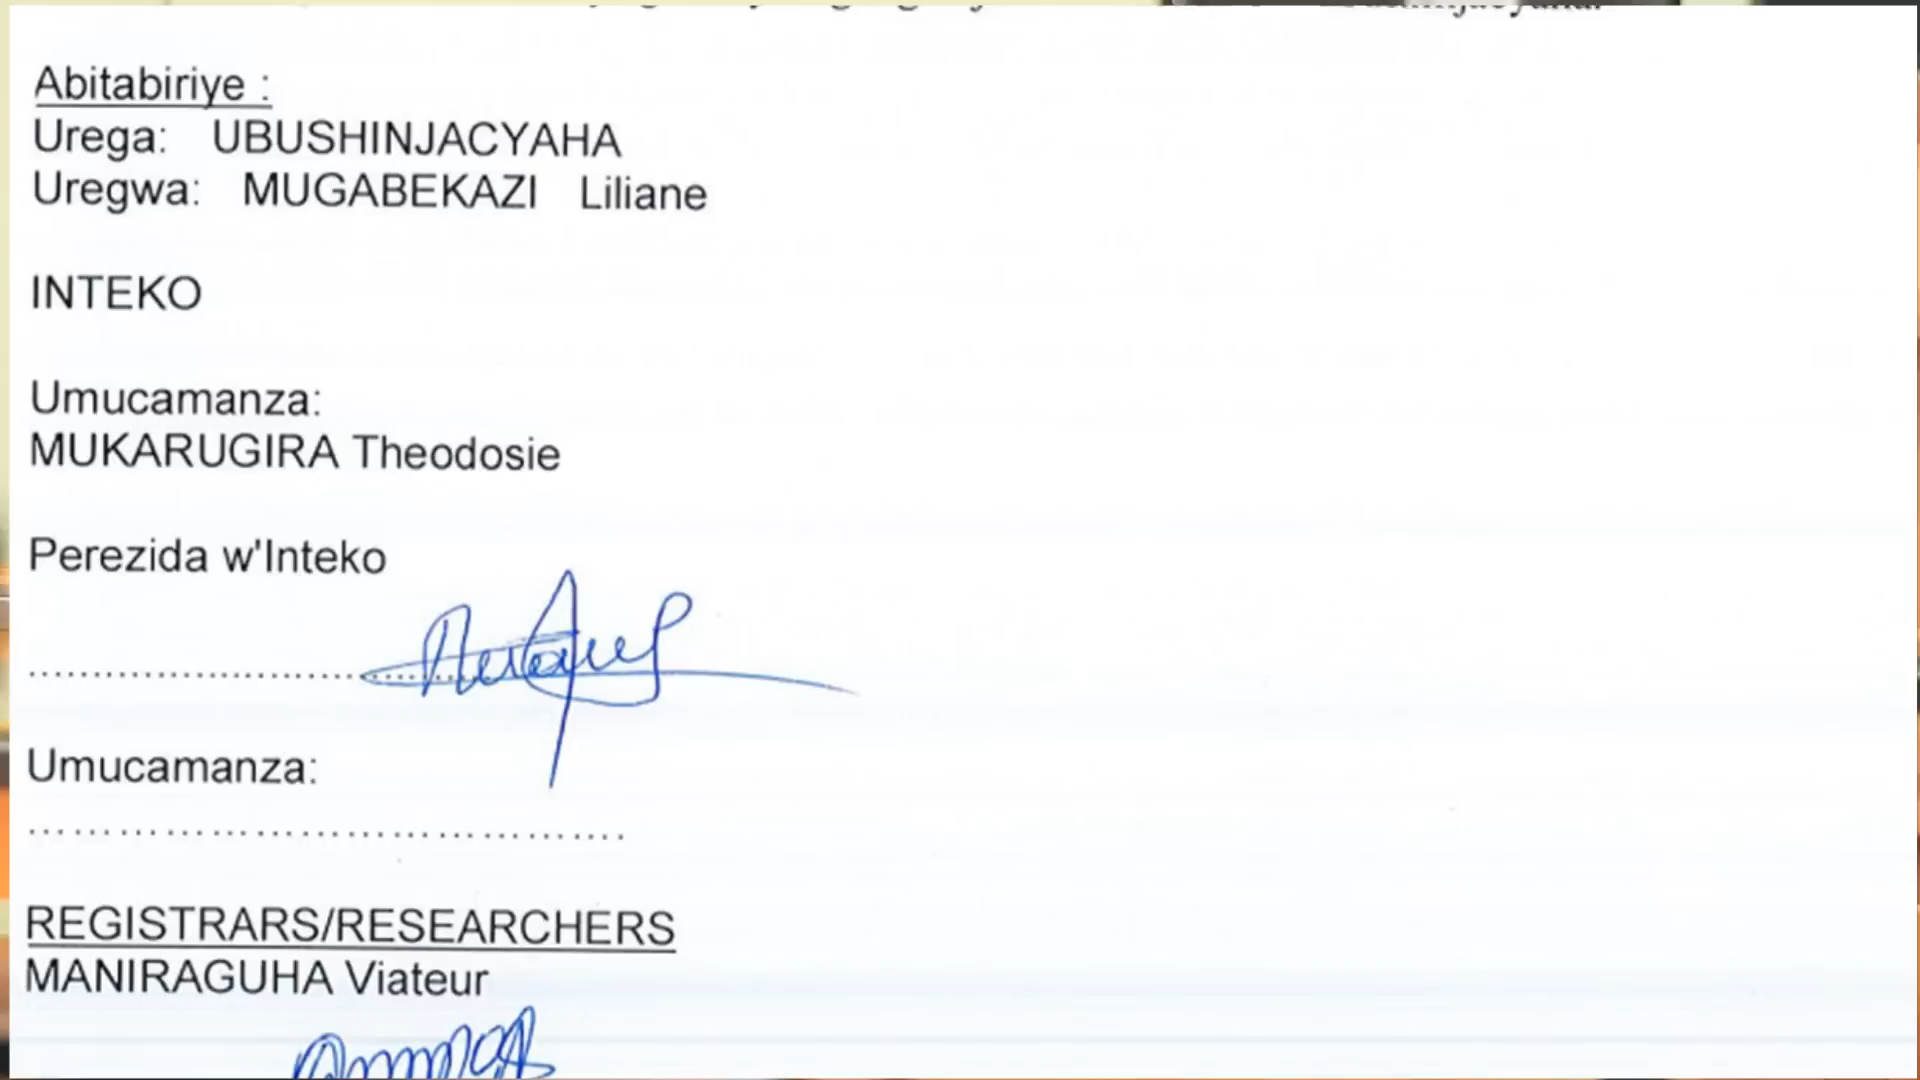 Abitabiriye :
Urega: UBUSHINJACYAHA
Uregwa: MUGABEKAZI Liliane
INTEKO
Umucamanza:
MUKARUGIRA Theodosie
Perezida w'Inteko
Umucamanza:
REGISTRARS/RESEARCHERS
MANIRAGUHA Viateur